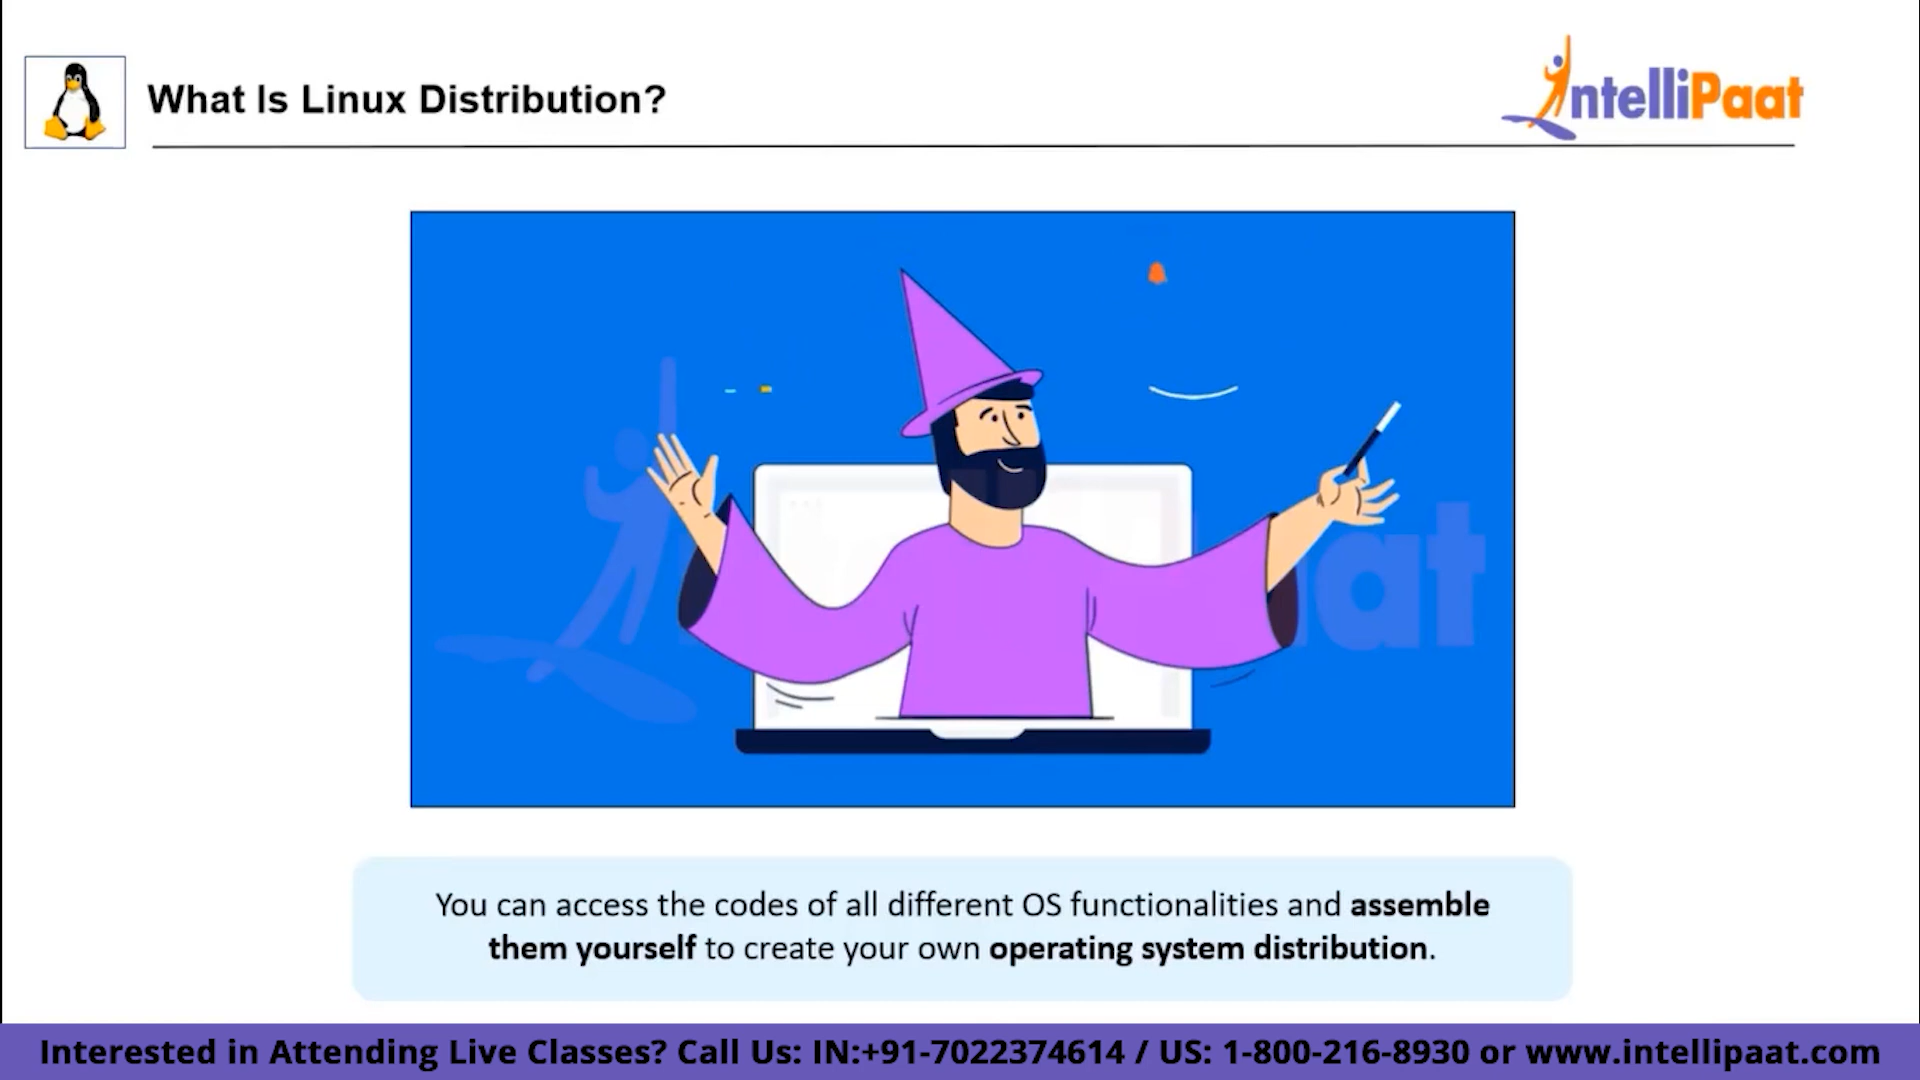 What Is Linux Distribution?
IntelliPaat
You can access the codes of all different OS functionalities and assemble
them yourself to create your own operating system distribution.
Interested in Attending Live Classes? Call Us: IN:+91-7022374614 / US: 1-800-216-8930 or www.intellipaat.com